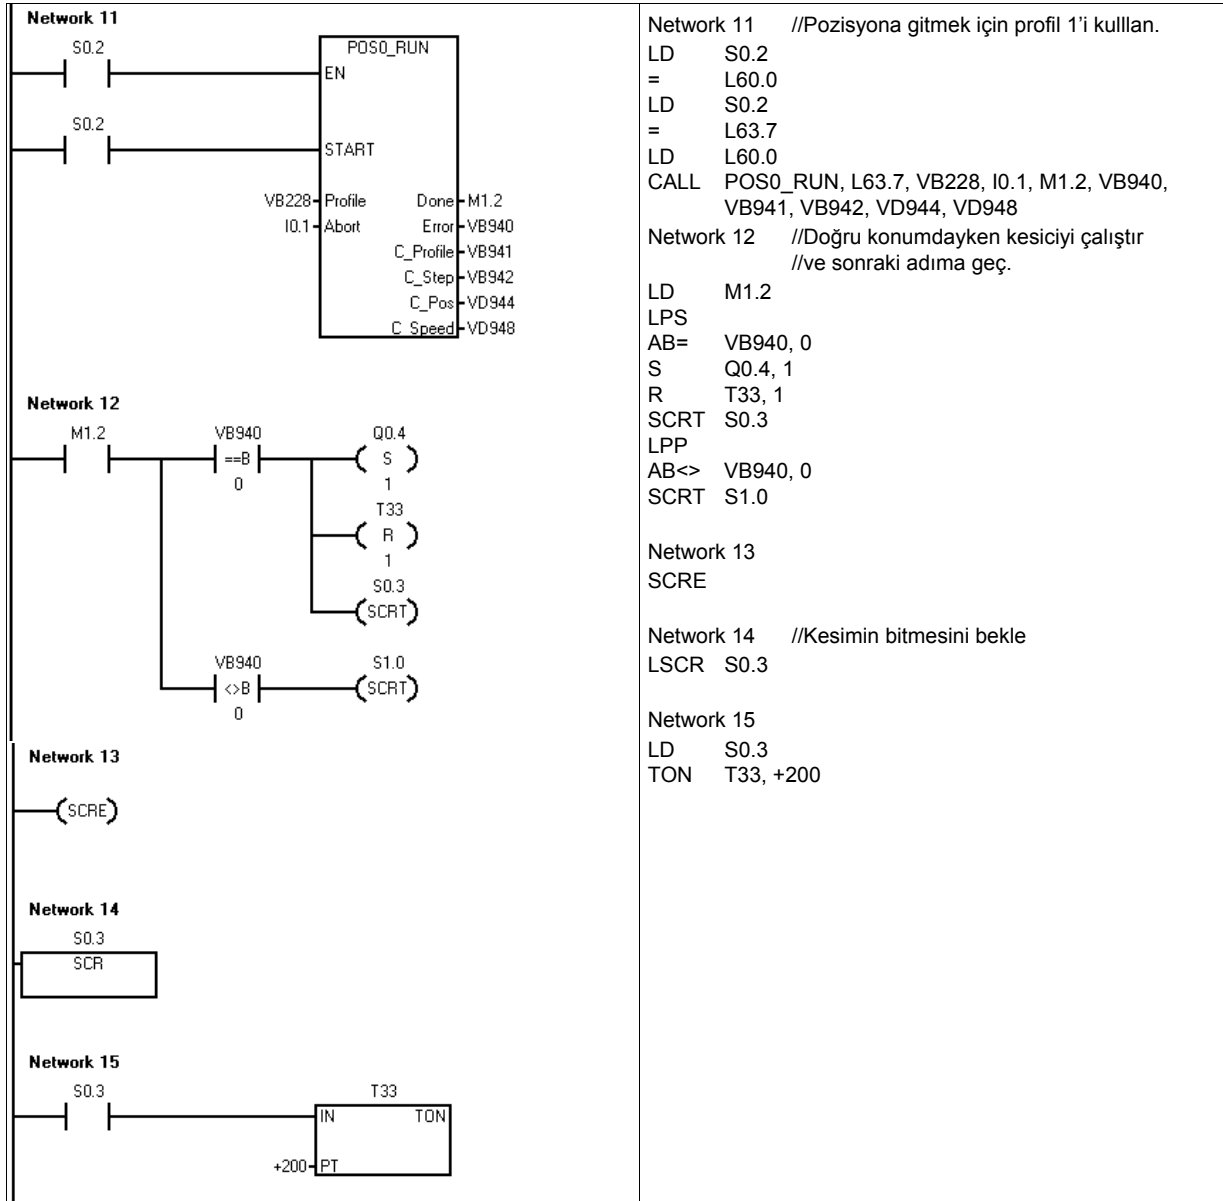 Network 11
S0.2
POS0_RUN
EN
S0.2
START
VB228 Profile Done M1.2
I0.1 Abort Error VB940
C_Profile VB941
C_Step VB942
C_Pos VD944
C_Speed VD948
Network 12
M1.2 VB940 Q0.4
==B S
0 1
T33
R
1
S0.3
SCRT
VB940 S1.0
<>B SCRT
0
Network 13
SCRE
Network 14
S0.3
SCR
Network 15
S0.3 T33
IN TON
+200 PT
Network 11 //Pozisyona gitmek için profil 1’i kulllan.
LD S0.2
= L60.0
LD S0.2
= L63.7
LD L60.0
CALL POS0_RUN, L63.7, VB228, I0.1, M1.2, VB940,
VB941, VB942, VD944, VD948
Network 12 //Doğru konumdayken kesiciyi çalıştır
//ve sonraki adıma geç.
LD M1.2
LPS
AB= VB940, 0
S Q0.4, 1
R T33, 1
SCRT S0.3
LPP
AB<> VB940, 0
SCRT S1.0
Network 13
SCRE
Network 14 //Kesimin bitmesini bekle
LSCR S0.3
Network 15
LD S0.3
TON T33, +200